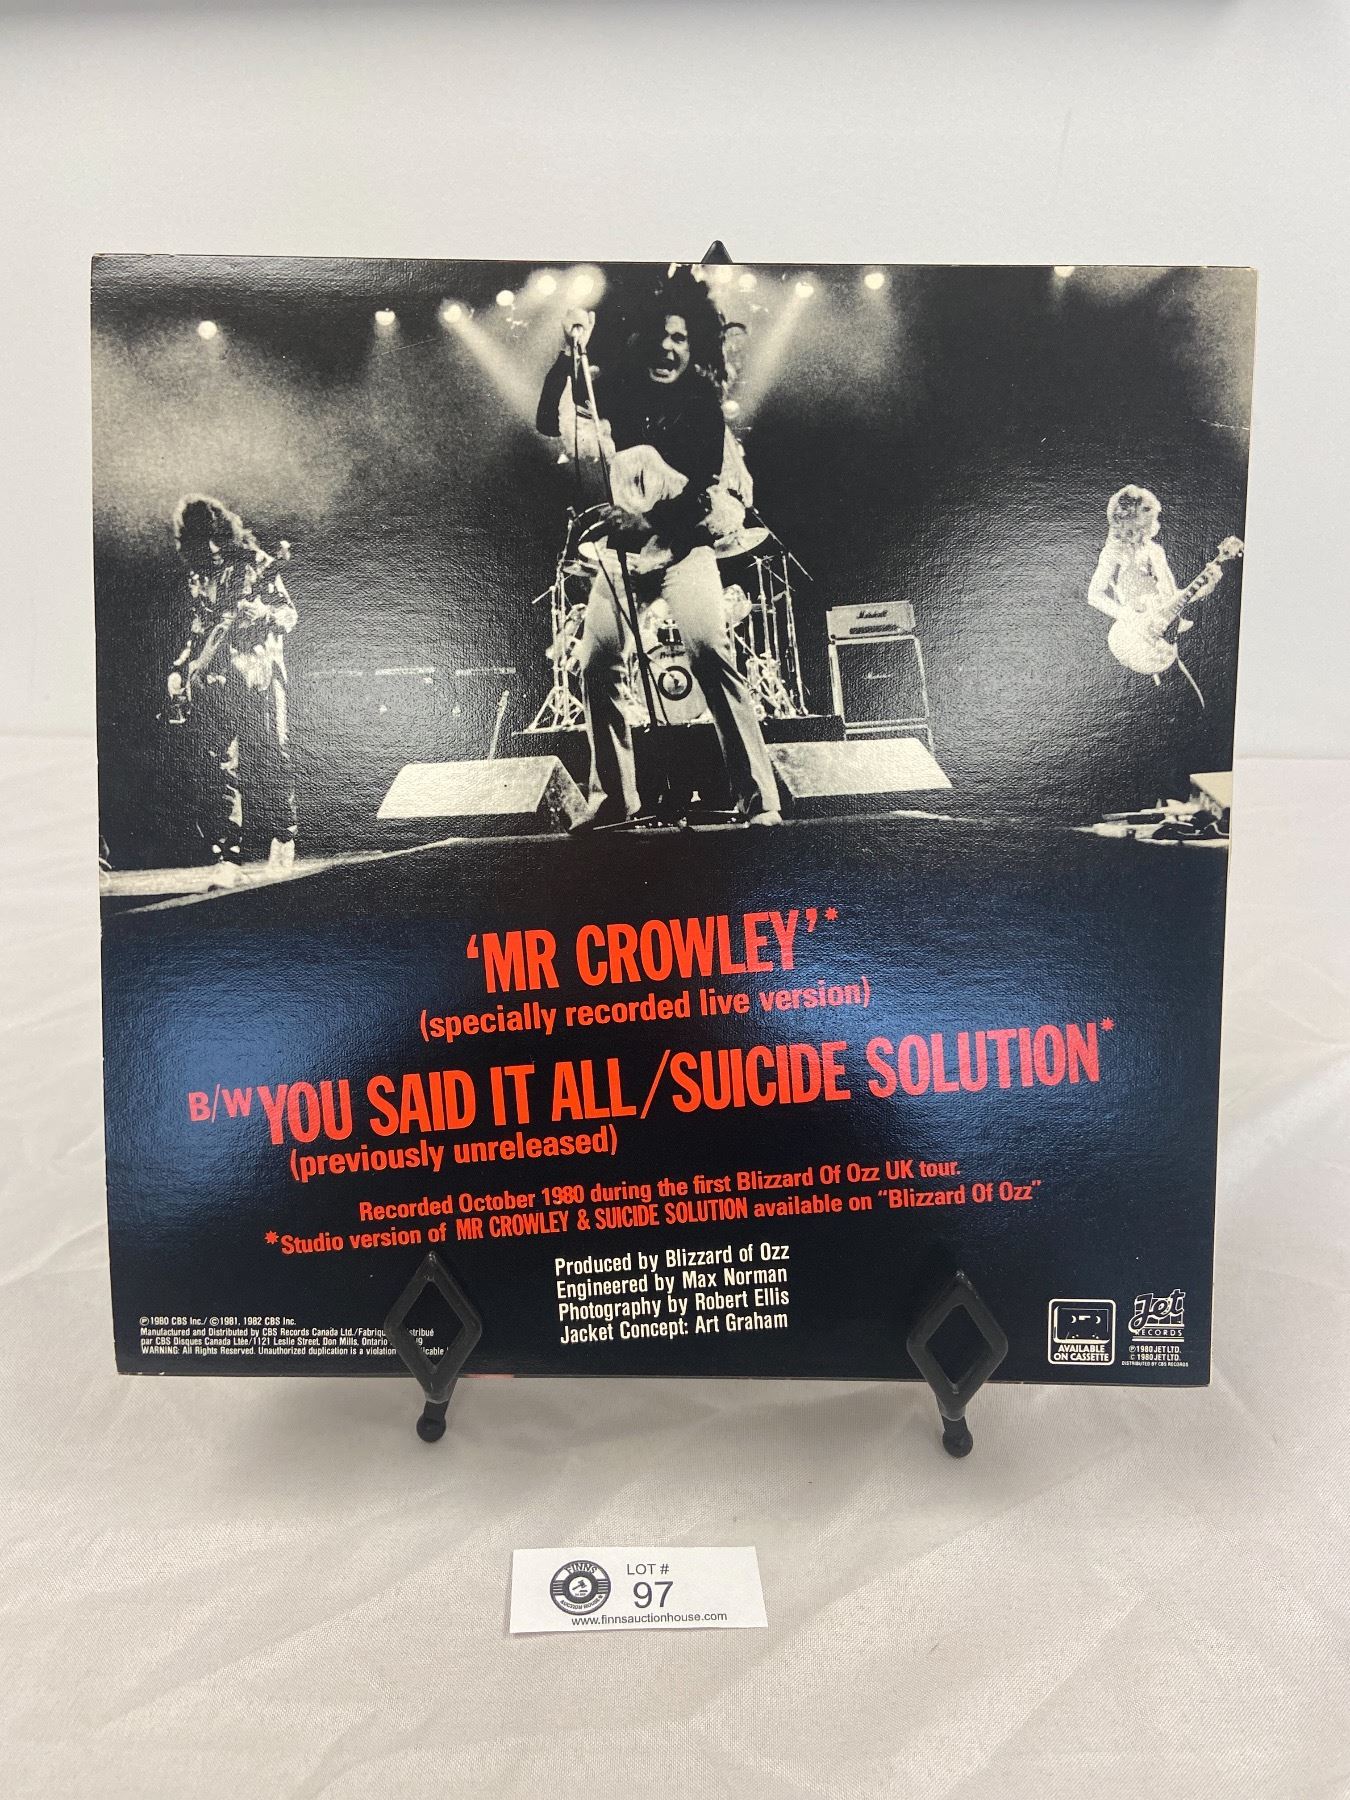 Marshall
'MR CROWLEY'*
(specially recorded live version)
B/W YOU SAID IT ALL/SUICIDE SOLUTION*
(previously unreleased)
Recorded October 1980 during the first Blizzard Of Ozz UK tour.
*Studio version of MR CROWLEY & SUICIDE SOLUTION available on "Blizzard Of Ozz"
Produced by Blizzard of Ozz
Engineered by Max Norman
Photography by Robert Ellis
Jacket Concept: Art Graham
℗ 1980 CBS Inc./ © 1981, 1982 CBS Inc.
Manufactured and Distributed by CBS Records Canada Ltd./
par CBS Disques Canada Ltée/1121 Leslie Street, Don Mills, Ontario
WARNING: All Rights Reserved. Unauthorized duplication is a violation
AVAILABLE
ON CASSETTE
Jet
RECORDS
℗ 1980 JET LTD.
© 1980 JET LTD.
DISTRIBUTED BY CBS RECORDS
FINNS
AUCTION HOUSE
LOT #
97
www.finnsauctionhouse.com